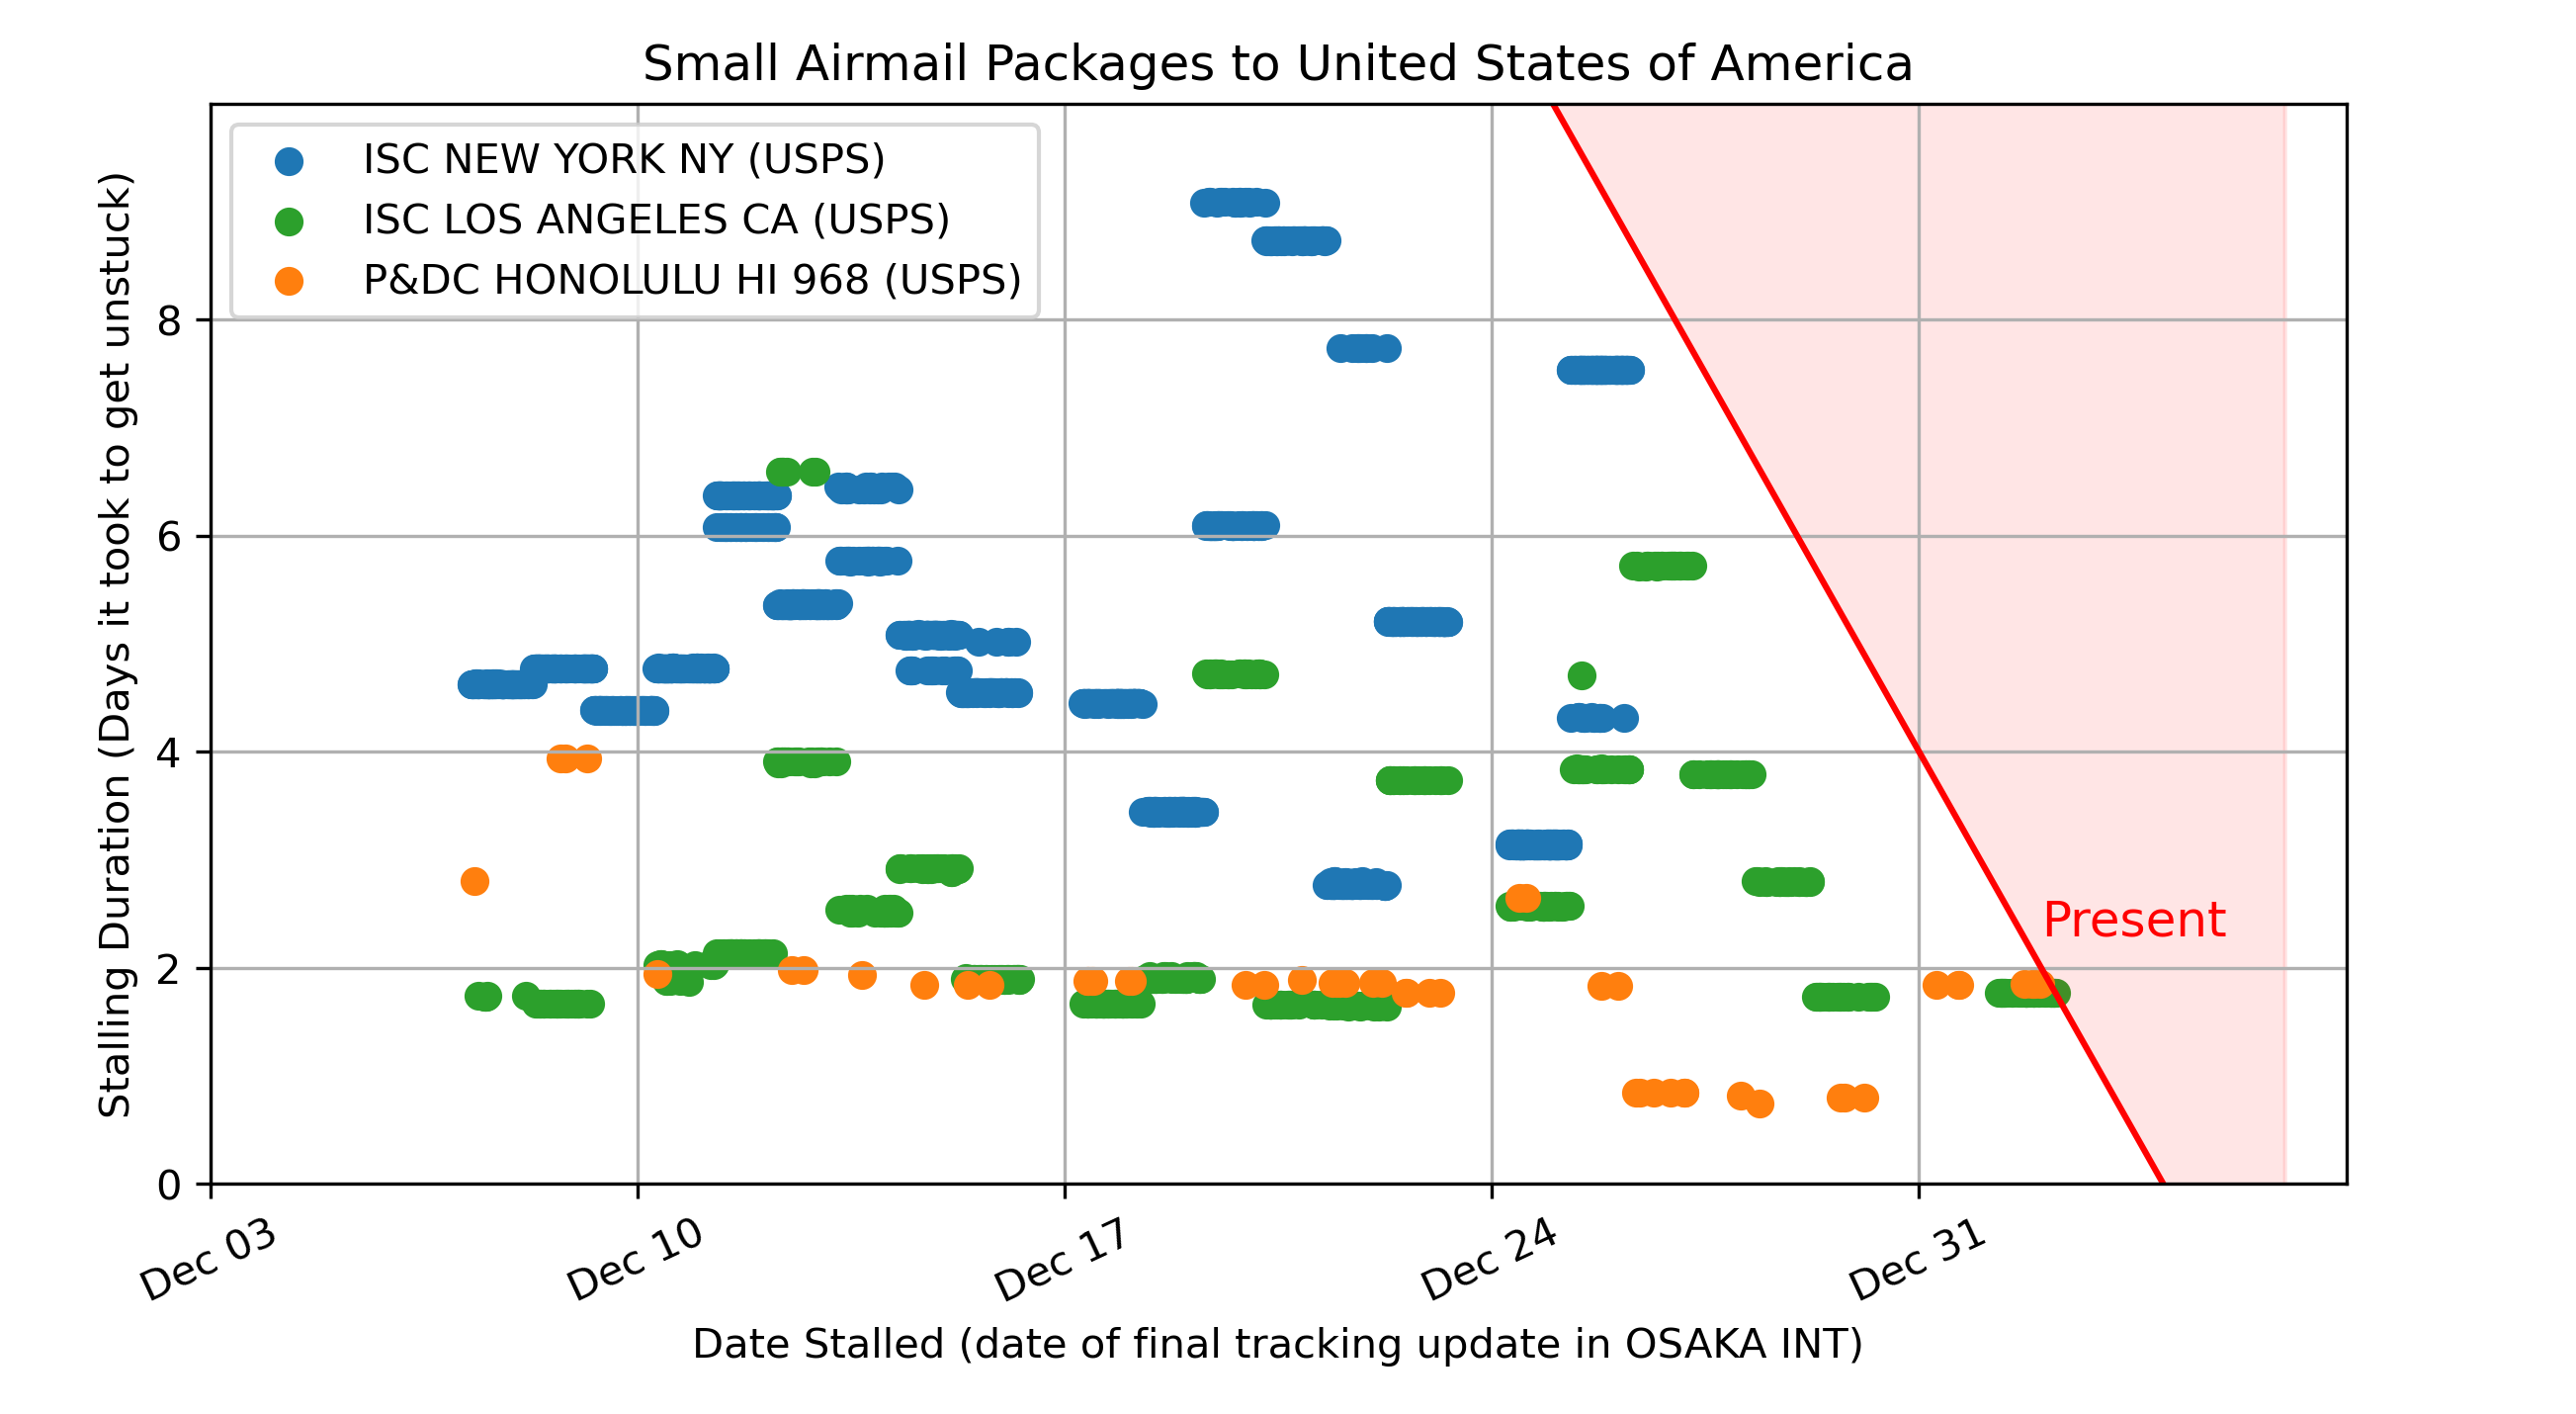 Small Airmail Packages to United States of America
ISC NEW YORK NY (USPS)
ISC LOS ANGELES CA (USPS)
P&DC HONOLULU HI 968 (USPS)
Stalling Duration (Days it took to get unstuck)
8
6
4
2
0
Present
Dec 03
Dec 10
Dec 17
Dec 24
Dec 31
Date Stalled (date of final tracking update in OSAKA INT)